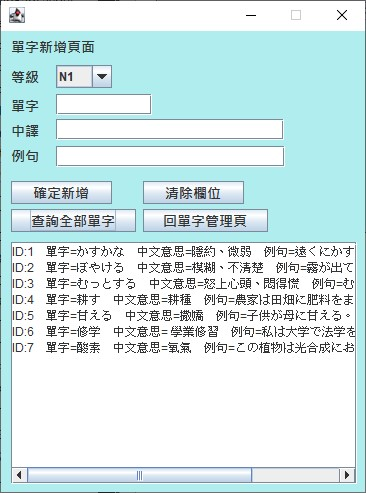 單字新增頁面
等級 N1
單字
中譯
例句
確定新增 清除欄位
查詢全部單字 回單字管理頁
ID:1 單字=かすかな 中文意思=隱約、微弱 例句=遠くにかす
ID:2 單字=ぼやける 中文意思=模糊、不清楚 例句=霧が出て
ID:3 單字=むっとする 中文意思=怒上心頭、悶得慌 例句=む
ID:4 單字=耕す 中文意思=耕種 例句=農家は田畑に肥料をま
ID:5 單字=甘える 中文意思=撒嬌 例句=子供が母に甘える。
ID:6 單字=修学 中文意思= 學業修習 例句=私は大学で法学を
ID:7 單字=酸素 中文意思=氧氣 例句=この植物は光合成にお